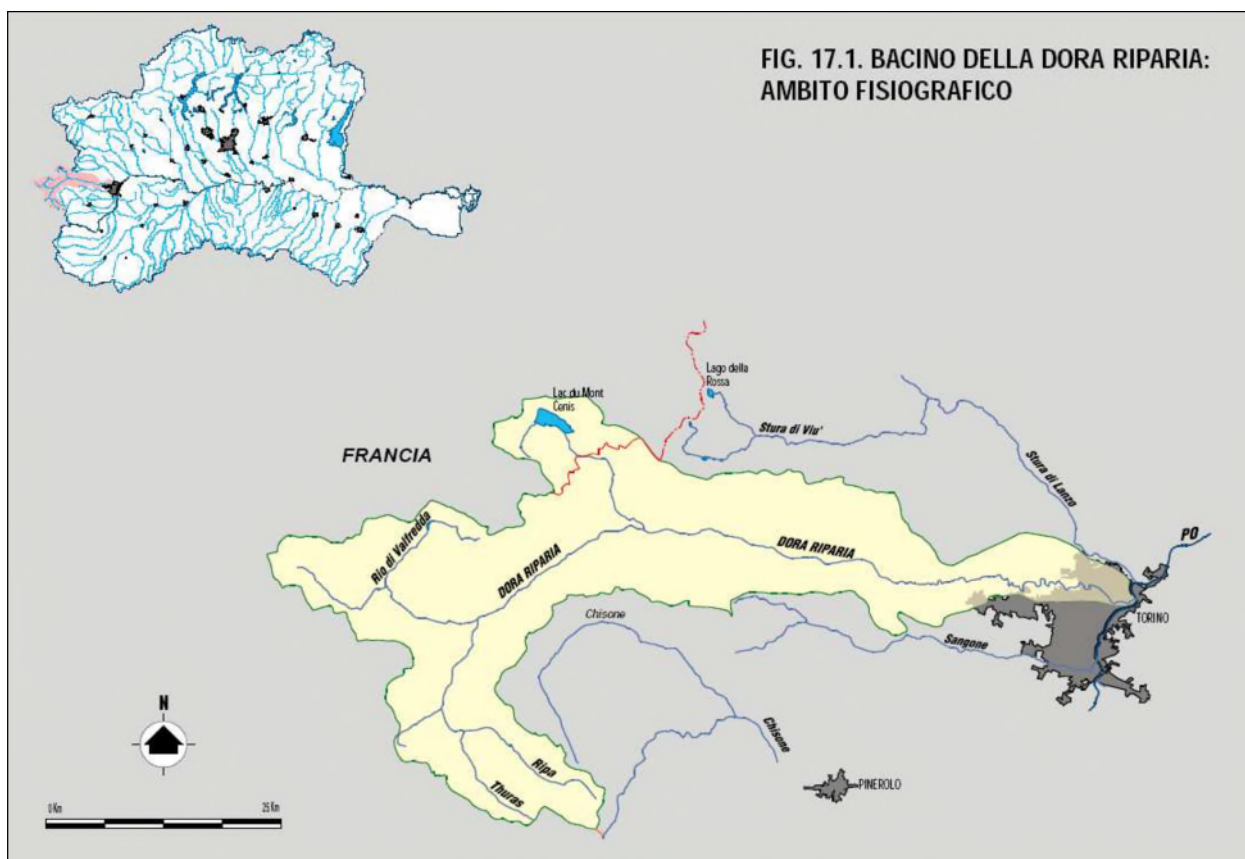 FIG. 17.1. BACINO DELLA DORA RIPARIA:
AMBITO FISIOGRAFICO
Lago della
Rossa
Lac du Mont
Cenis
Stura di Viu'
FRANCIA
Stura di Lanzo
PO
Rio di Valfredda
DORA RIPARIA
DORA RIPARIA
Chisone
TORINO
Sangone
N
Chisone
Ripa
Thuras
PINEROLO
0 Km
25 Km